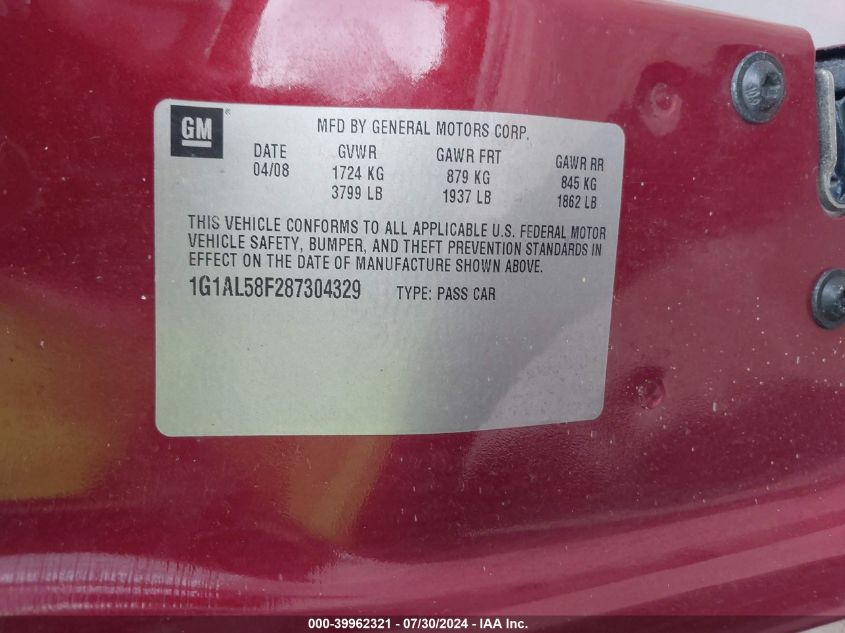 GM ®
MFD BY GENERAL MOTORS CORP.
DATE GVWR GAWR FRT GAWR RR
04/08 1724 KG 879 KG 845 KG
3799 LB 1937 LB 1862 LB
THIS VEHICLE CONFORMS TO ALL APPLICABLE U.S. FEDERAL MOTOR
VEHICLE SAFETY, BUMPER, AND THEFT PREVENTION STANDARDS IN
EFFECT ON THE DATE OF MANUFACTURE SHOWN ABOVE.
1G1AL58F287304329 TYPE: PASS CAR
000-39962321 / 07/30/2024 - IAA Inc.